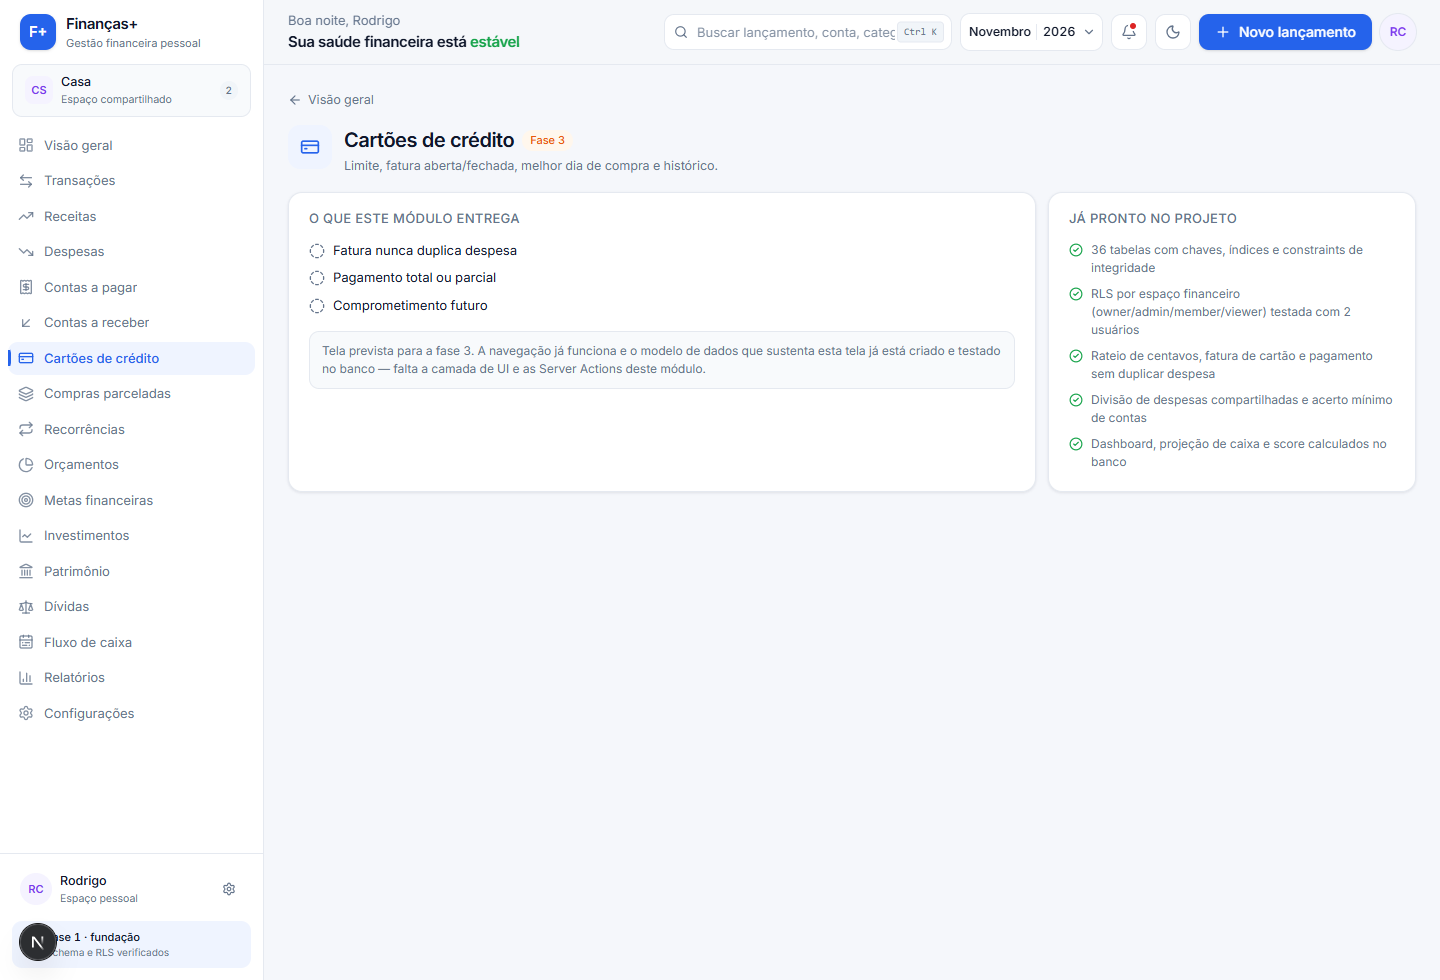 F+
Finanças+
Gestão financeira pessoal
CS
Casa
Espaço compartilhado
2
Visão geral
Transações
Receitas
Despesas
Contas a pagar
Contas a receber
Cartões de crédito
Compras parceladas
Recorrências
Orçamentos
Metas financeiras
Investimentos
Patrimônio
Dívidas
Fluxo de caixa
Relatórios
Configurações
RC
Rodrigo
Espaço pessoal
N
ase 1 · fundação
chema e RLS verificados
Boa noite, Rodrigo
Sua saúde financeira está estável
Buscar lançamento, conta, categ
Ctrl K
Novembro 2026
Novo lançamento
RC
Visão geral
Cartões de crédito
Fase 3
Limite, fatura aberta/fechada, melhor dia de compra e histórico.
O QUE ESTE MÓDULO ENTREGA
Fatura nunca duplica despesa
Pagamento total ou parcial
Comprometimento futuro
Tela prevista para a fase 3. A navegação já funciona e o modelo de dados que sustenta esta tela já está criado e testado
no banco — falta a camada de UI e as Server Actions deste módulo.
JÁ PRONTO NO PROJETO
36 tabelas com chaves, índices e constraints de
integridade
RLS por espaço financeiro
(owner/admin/member/viewer) testada com 2
usuários
Rateio de centavos, fatura de cartão e pagamento
sem duplicar despesa
Divisão de despesas compartilhadas e acerto mínimo
de contas
Dashboard, projeção de caixa e score calculados no
banco